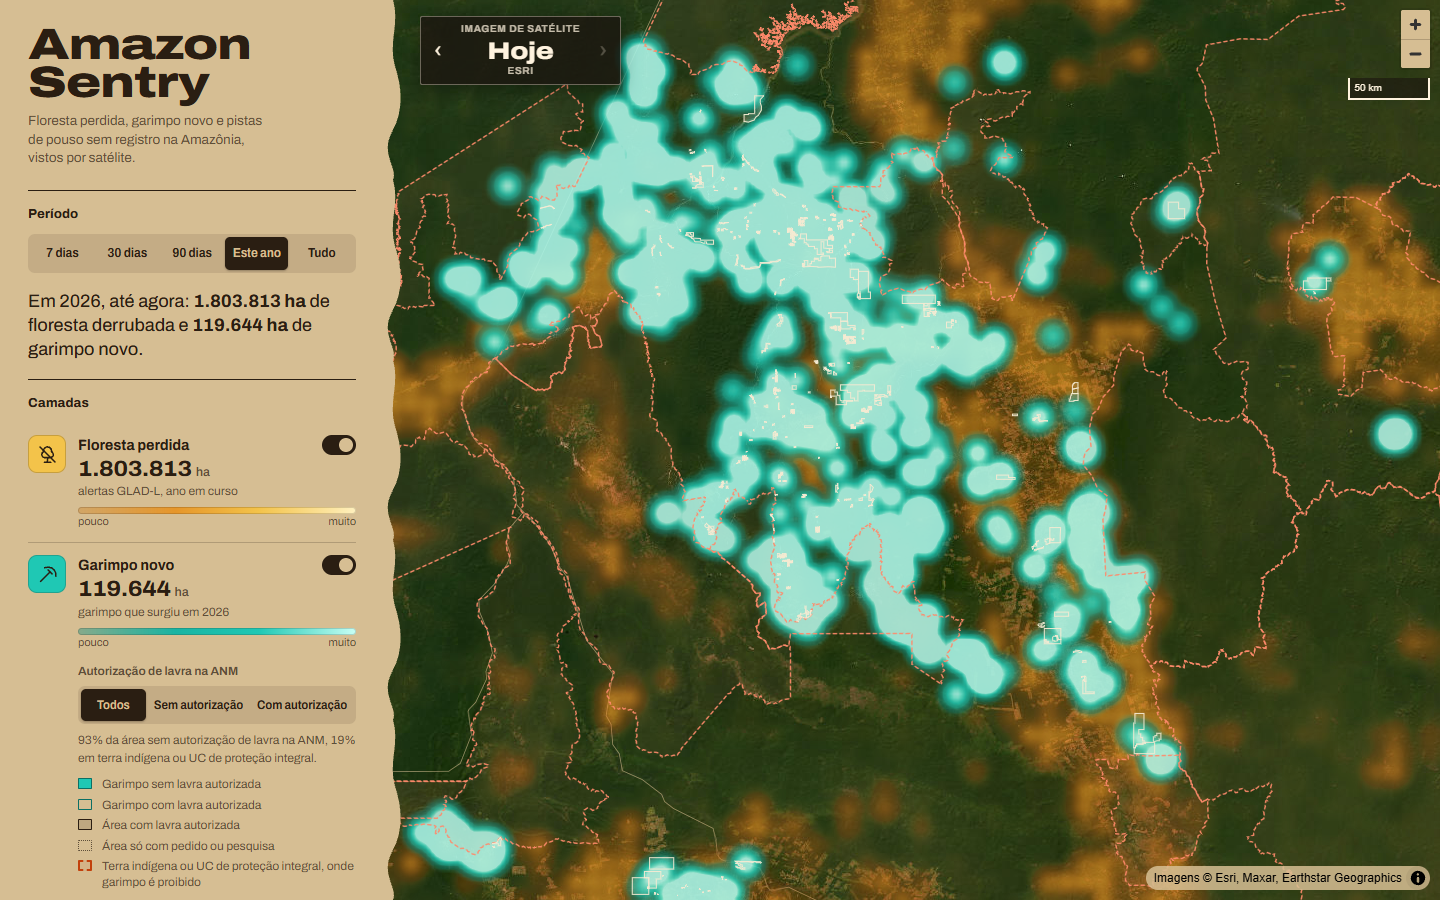 Amazon
Sentry
Floresta perdida, garimpo novo e pistas
de pouso sem registro na Amazônia,
vistos por satélite.
Período
7 dias 30 dias 90 dias Este ano Tudo
Em 2026, até agora: 1.803.813 ha de
floresta derrubada e 119.644 ha de
garimpo novo.
Camadas
Floresta perdida
1.803.813 ha
alertas GLAD-L, ano em curso
pouco muito
Garimpo novo
119.644 ha
garimpo que surgiu em 2026
pouco muito
Autorização de lavra na ANM
Todos Sem autorização Com autorização
93% da área sem autorização de lavra na ANM, 19%
em terra indígena ou UC de proteção integral.
Garimpo sem lavra autorizada
Garimpo com lavra autorizada
Área com lavra autorizada
Área só com pedido ou pesquisa
Terra indígena ou UC de proteção integral, onde
garimpo é proibido
IMAGEM DE SATÉLITE
‹ Hoje ›
ESRI
+
−
50 km
Imagens © Esri, Maxar, Earthstar Geographics